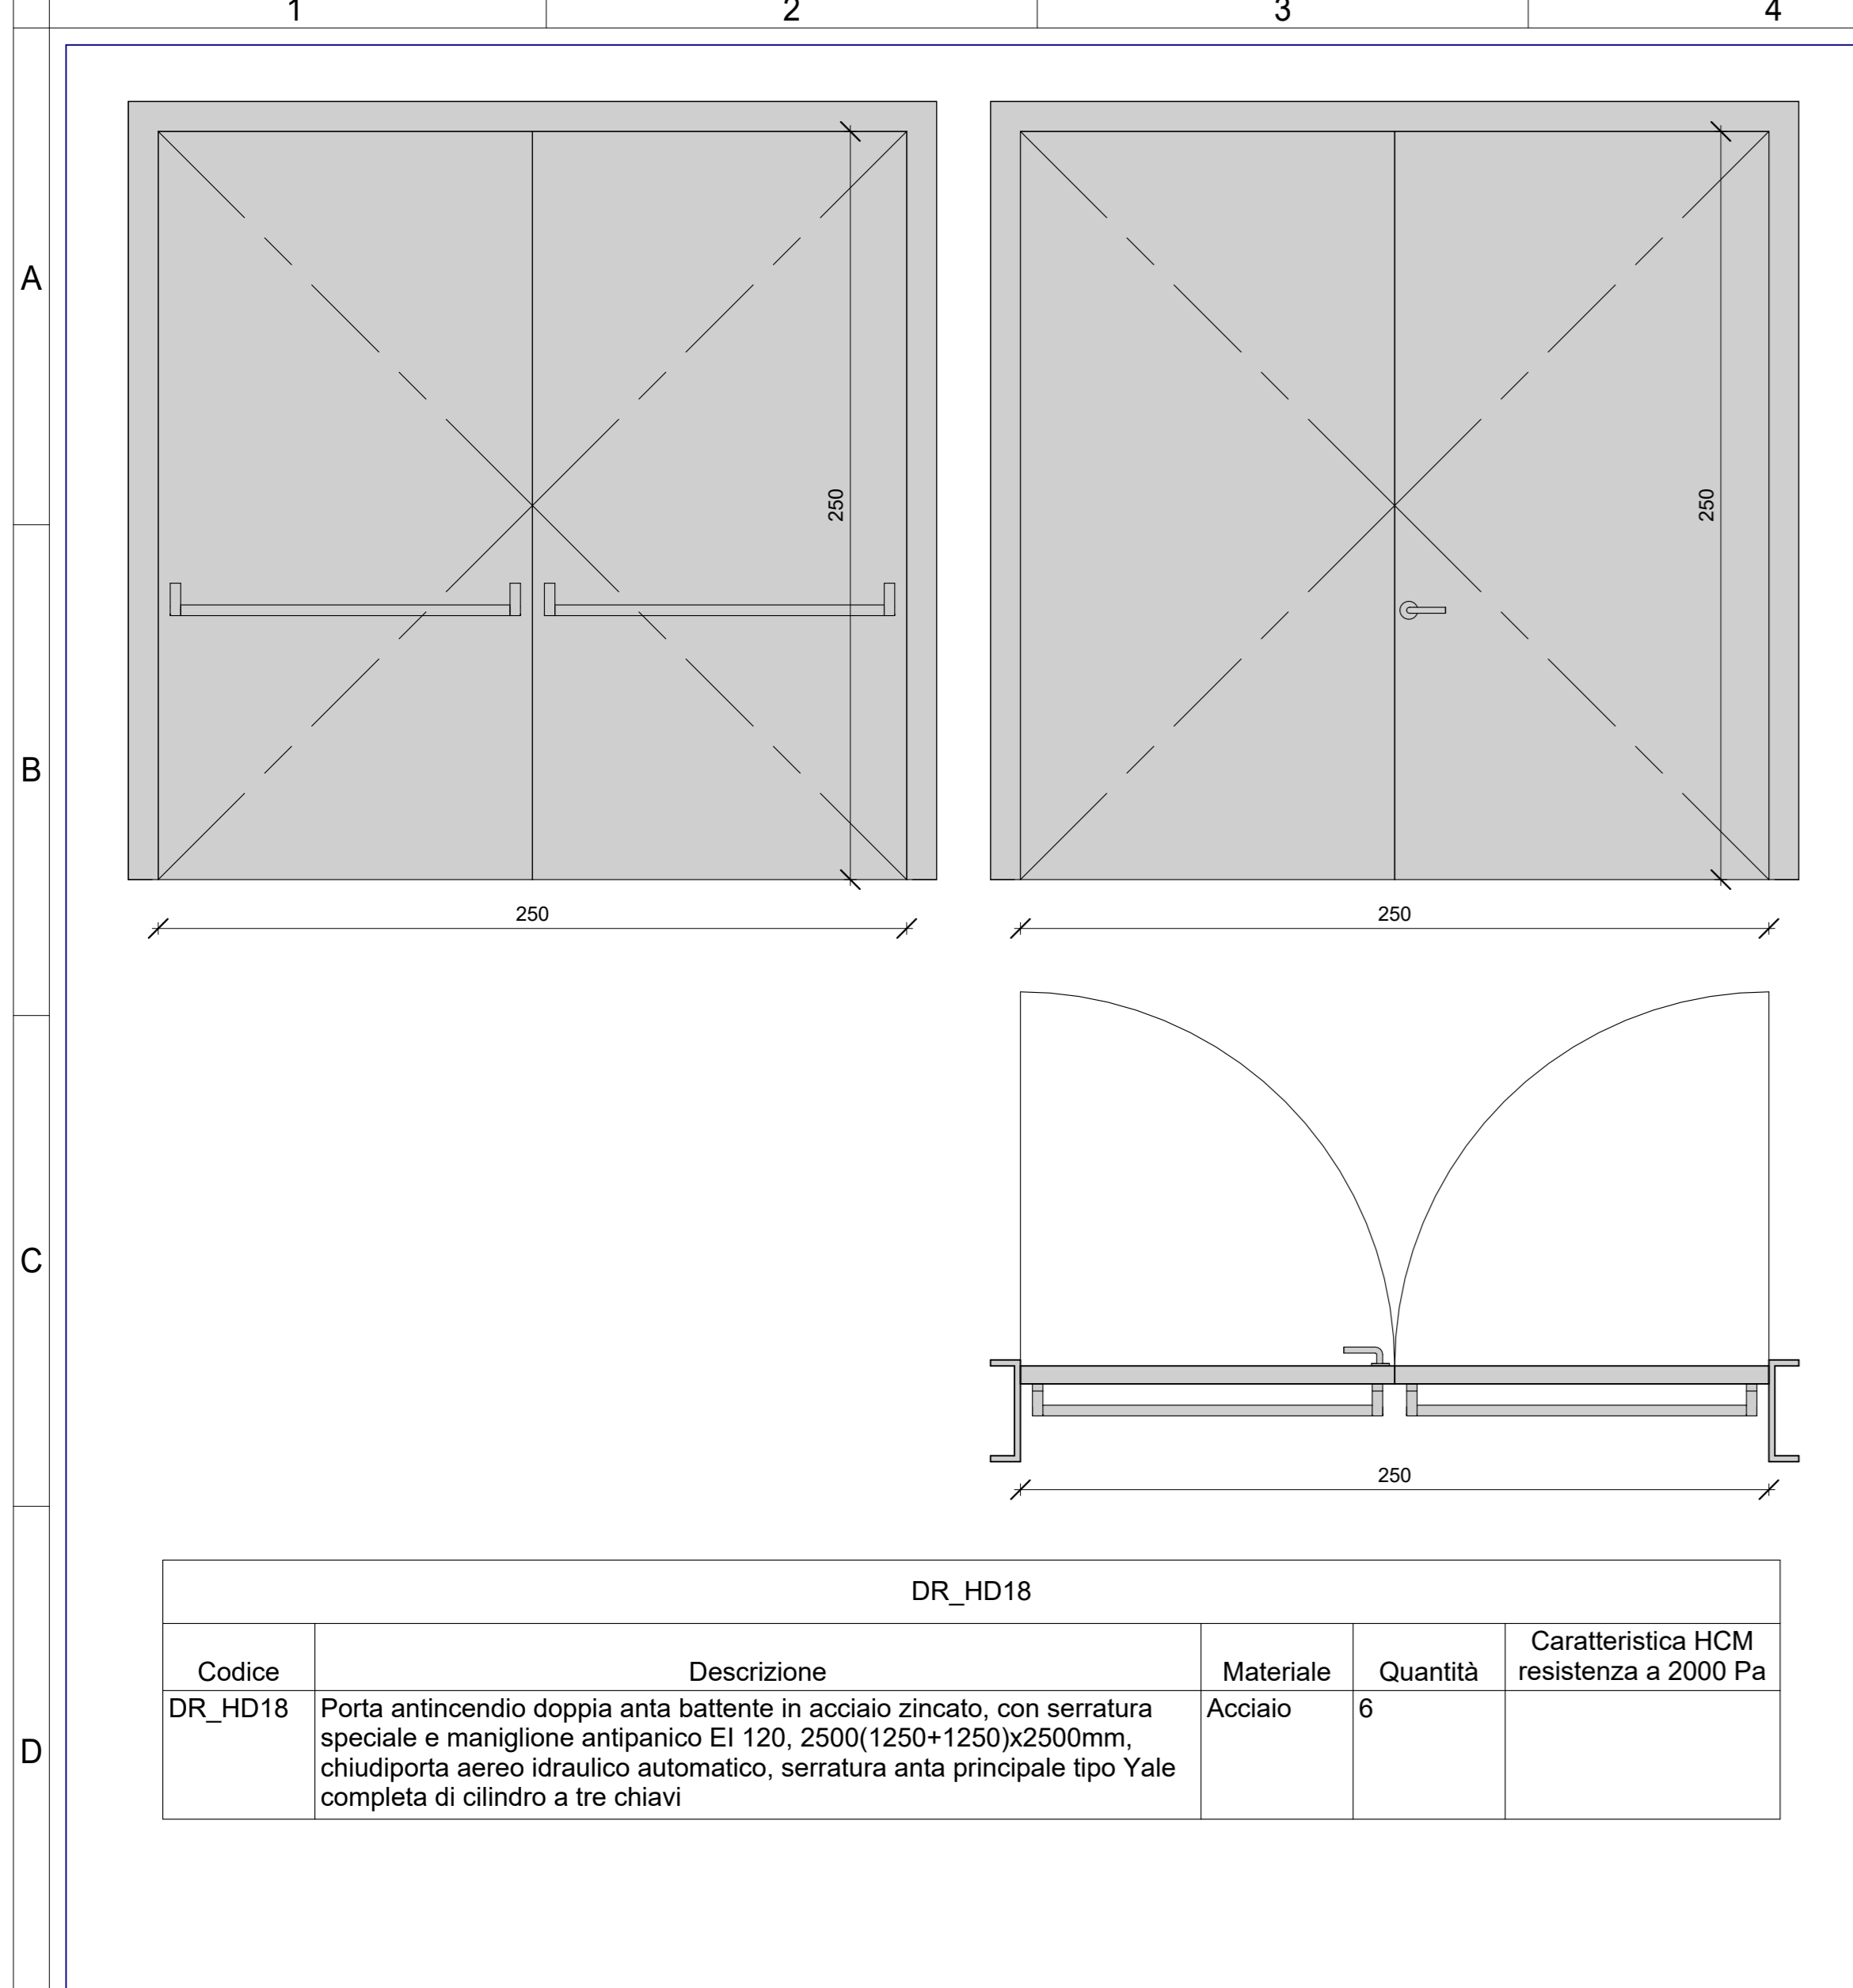 1 2 3 4
A
250 250
B
250 250
C
250
DR_HD18
Codice Descrizione Materiale Quantità Caratteristica HCM
resistenza a 2000 Pa
DR_HD18 Porta antincendio doppia anta battente in acciaio zincato, con serratura Acciaio 6
speciale e maniglione antipanico EI 120, 2500(1250+1250)x2500mm,
D
chiudiporta aereo idraulico automatico, serratura anta principale tipo Yale
completa di cilindro a tre chiavi